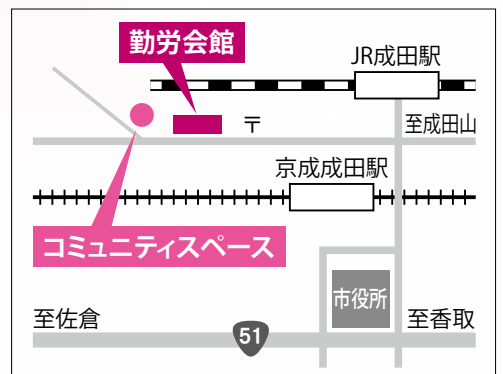 勤労会館
JR成田駅
〒
至成田山
京成成田駅
コミュニティスペース
市役所
至佐倉
51
至香取